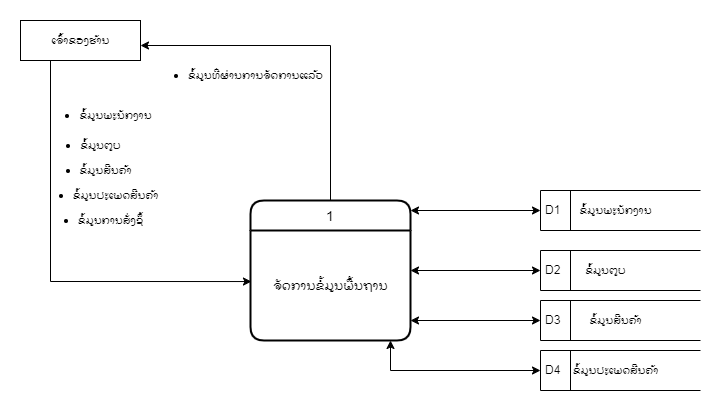 ເຈົ້າຂອງຮ້ານ
ຂໍ້ມູນທີ່ຜ່ານການຈັດການແລ້ວ
ຂໍ້ມູນພະນັກງານ
ຂໍ້ມູນຕູບ
ຂໍ້ມູນສິນຄ້າ
ຂໍ້ມູນປະເພດສິນຄ້າ
ຂໍ້ມູນການສັ່ງຊື້
1
ຈັດການຂໍ້ມູນພື້ນຖານ
D1 ຂໍ້ມູນພະນັກງານ
D2 ຂໍ້ມູນຕູບ
D3 ຂໍ້ມູນສິນຄ້າ
D4 ຂໍ້ມູນປະເພດສິນຄ້າ